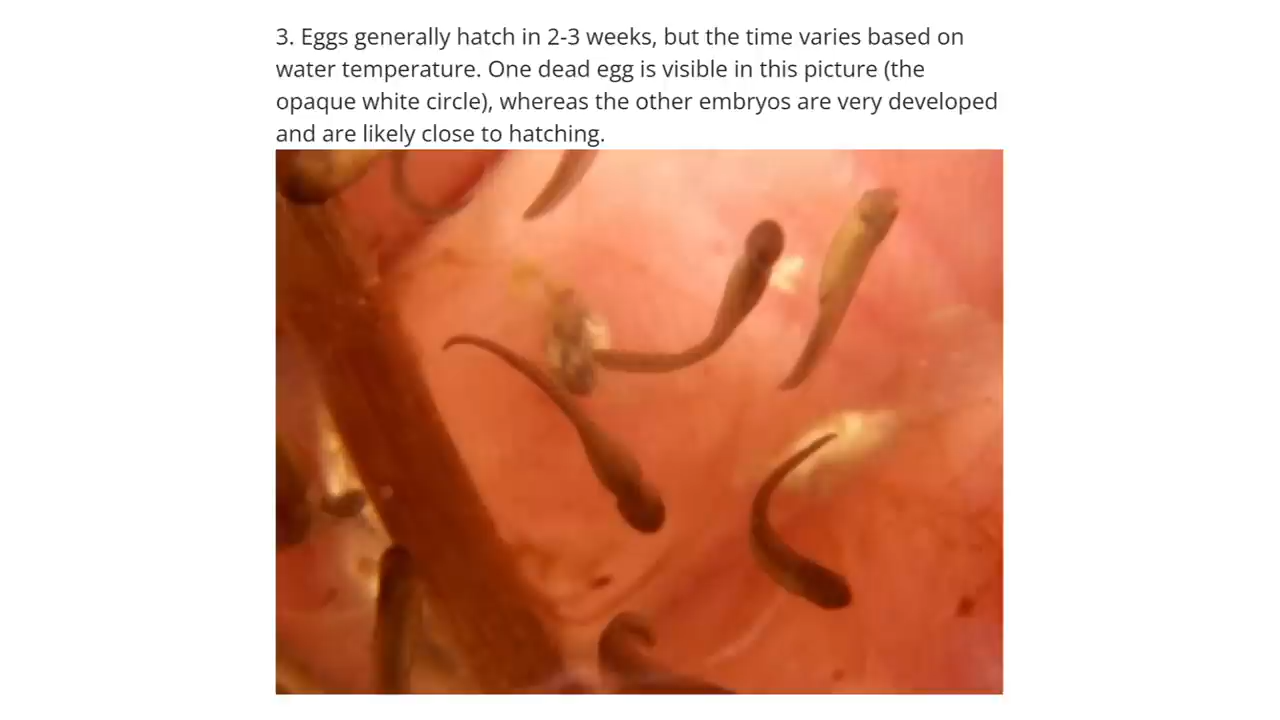 3. Eggs generally hatch in 2-3 weeks, but the time varies based on
water temperature. One dead egg is visible in this picture (the
opaque white circle), whereas the other embryos are very developed
and are likely close to hatching.